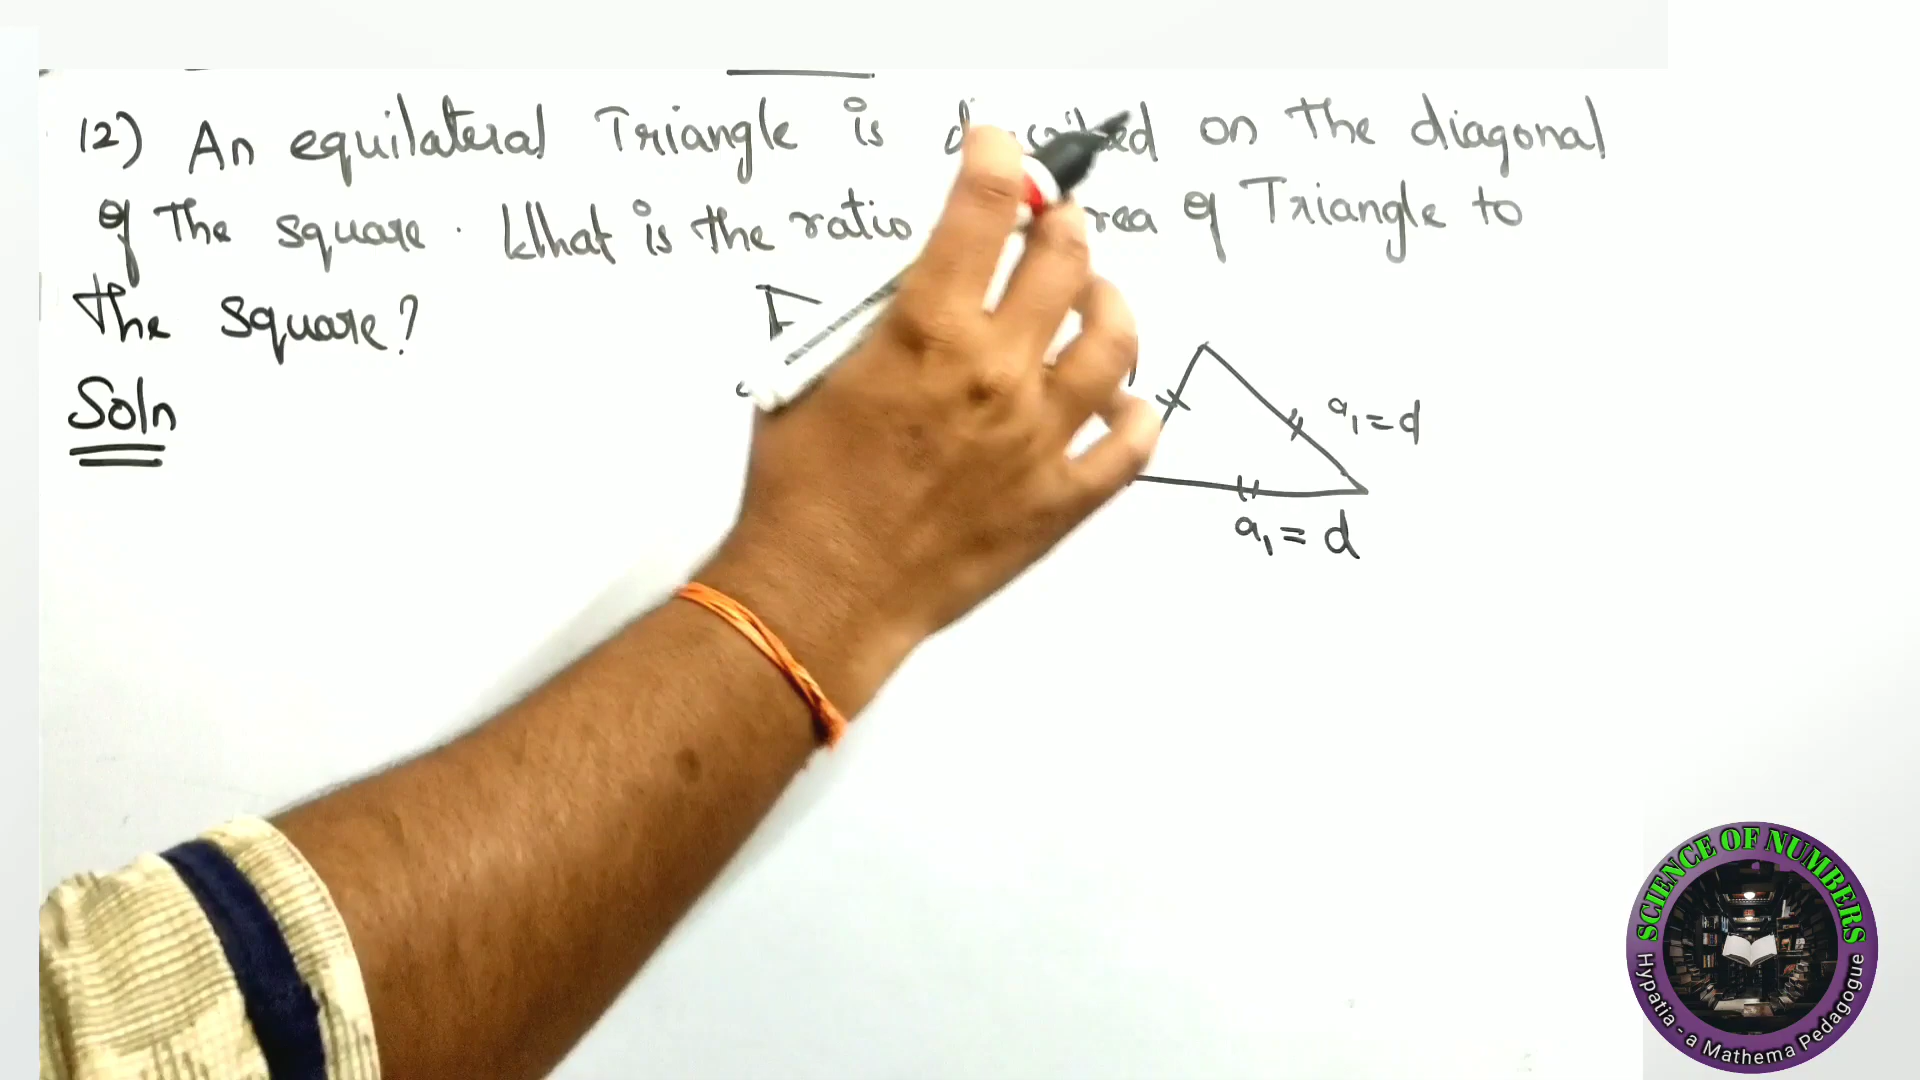 12) An equilateral Triangle is described on the diagonal
of the square. What is the ratio area of Triangle to
the square?
Soln
a₁ = d
a₁ = d
SCIENCE OF NUMBERS
Hypatia - a Mathema Pedagogue